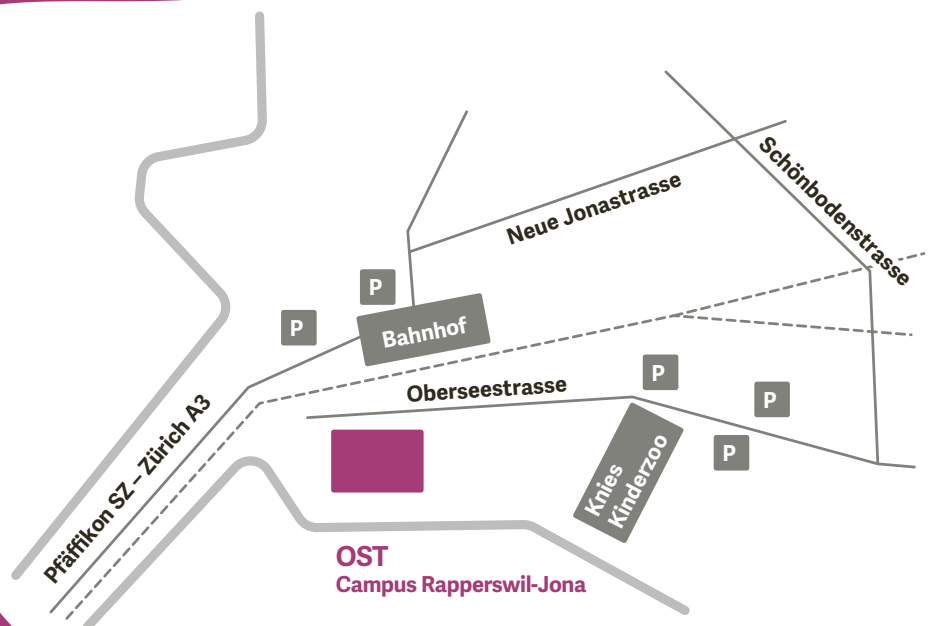 Schönbodenstrasse
Neue Jonastrasse
P
P
Bahnhof
Oberseestrasse
P
P
P
Knies
Kinderzoo
Pfäffikon SZ – Zürich A3
OST
Campus Rapperswil-Jona